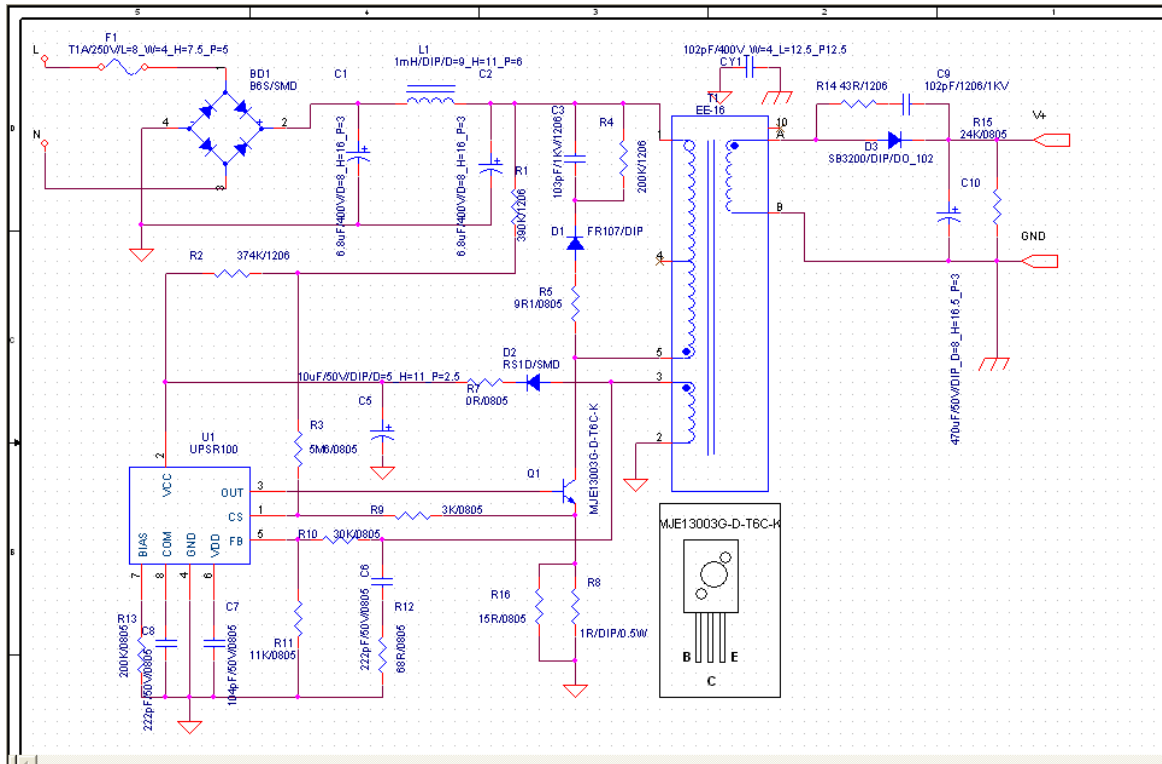 5
4
3
2
1
L
F1
T1A/250V/L=8_W=4_H=7.5_P=5
BD1
B6S/SMD
C1
L1
1mH/DIP/D=9_H=11_P=6
C2
102pF/400V_W=4_L=12.5_P12.5
CY1
R14 43R/1206
C9
102pF/1206/1KV
N
D
4
-
+
2
3
6.8uF/400V/D=8_H=16_P=3
6.8uF/400V/D=8_H=16_P=3
R1
390K/1206
C3
103pF/1KV/1206
R4
200K/1206
T1
EE-16
1
10
A
D3
SB3200/DIP/DO_102
R15
24K/0805
V+
C10
B
GND
470uF/50V/DIP_D=8_H=16.5_P=3
D1
FR107/DIP
4
R2
374K/1206
R5
9R1/0805
C
5
D2
RS1D/SMD
10uF/50V/DIP/D=5_H=11_P=2.5
R7
0R/0805
3
C5
R3
5M6/0805
2
U1
UPSR100
2
VCC
OUT
3
CS
1
FB
5
BIAS
COM
GND
VDD
7
8
4
6
Q1
MJE13003G-D-T6C-K
R9
3K/0805
R10
30K/0805
B
C6
222pF/50V/0805
R12
68R/0805
R16
15R/0805
R8
1R/DIP/0.5W
R13
200K/0805
C8
222pF/50V/0805
C7
104pF/50V/0805
R11
11K/0805
MJE13003G-D-T6C-K
B
E
C